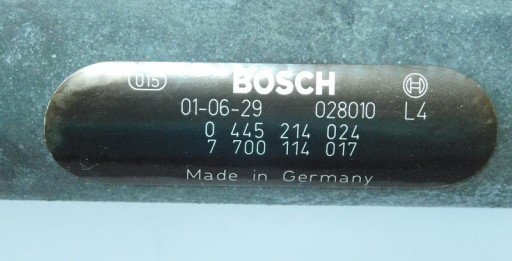 015 BOSCH
01-06-29 028010 L4
0 445 214 024
7 700 114 017
Made in Germany